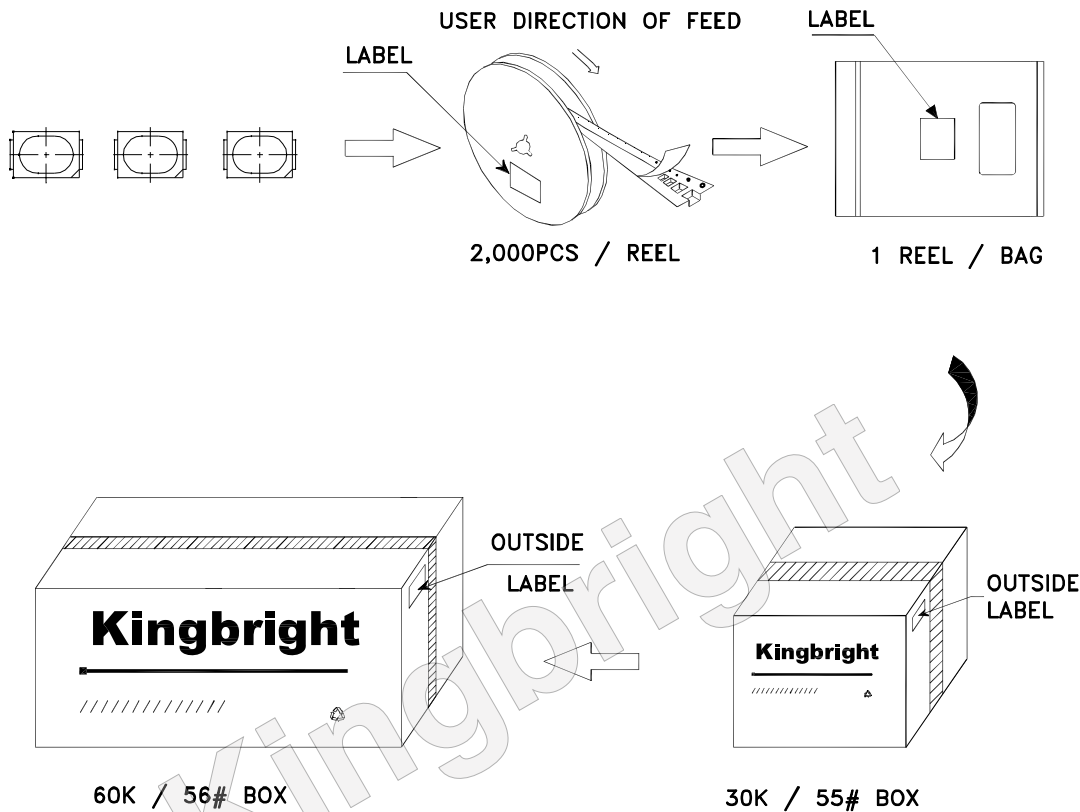 USER DIRECTION OF FEED
LABEL
LABEL
2,000PCS / REEL
1 REEL / BAG
OUTSIDE
LABEL
OUTSIDE
LABEL
Kingbright
Kingbright
Kingbright
60K / 56# BOX
30K / 55# BOX